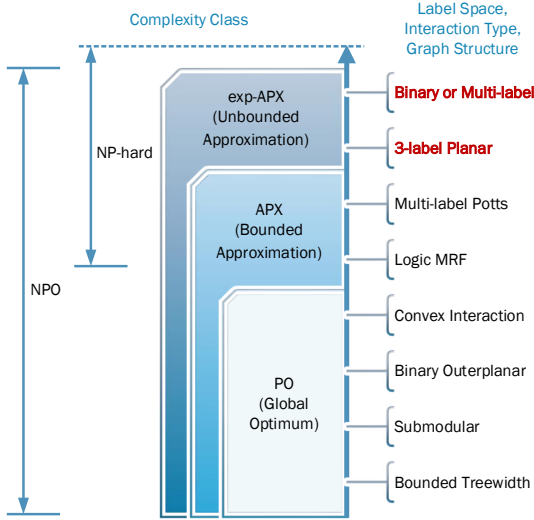 Complexity Class
Label Space,
Interaction Type,
Graph Structure
NPO
NP-hard
exp-APX
(Unbounded
Approximation)
APX
(Bounded
Approximation)
PO
(Global
Optimum)
Binary or Multi-label
3-label Planar
Multi-label Potts
Logic MRF
Convex Interaction
Binary Outerplanar
Submodular
Bounded Treewidth